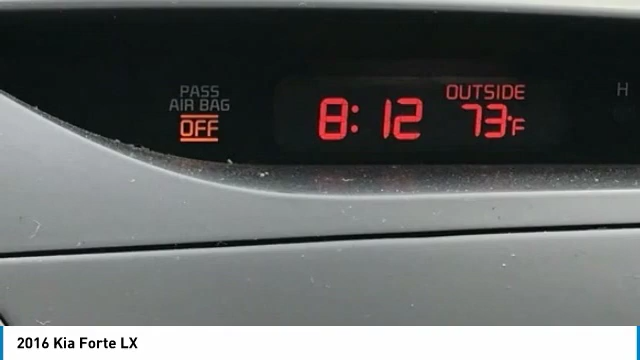 PASS
AIR BAG
OFF
8:12
OUTSIDE
73°F
H
2016 Kia Forte LX